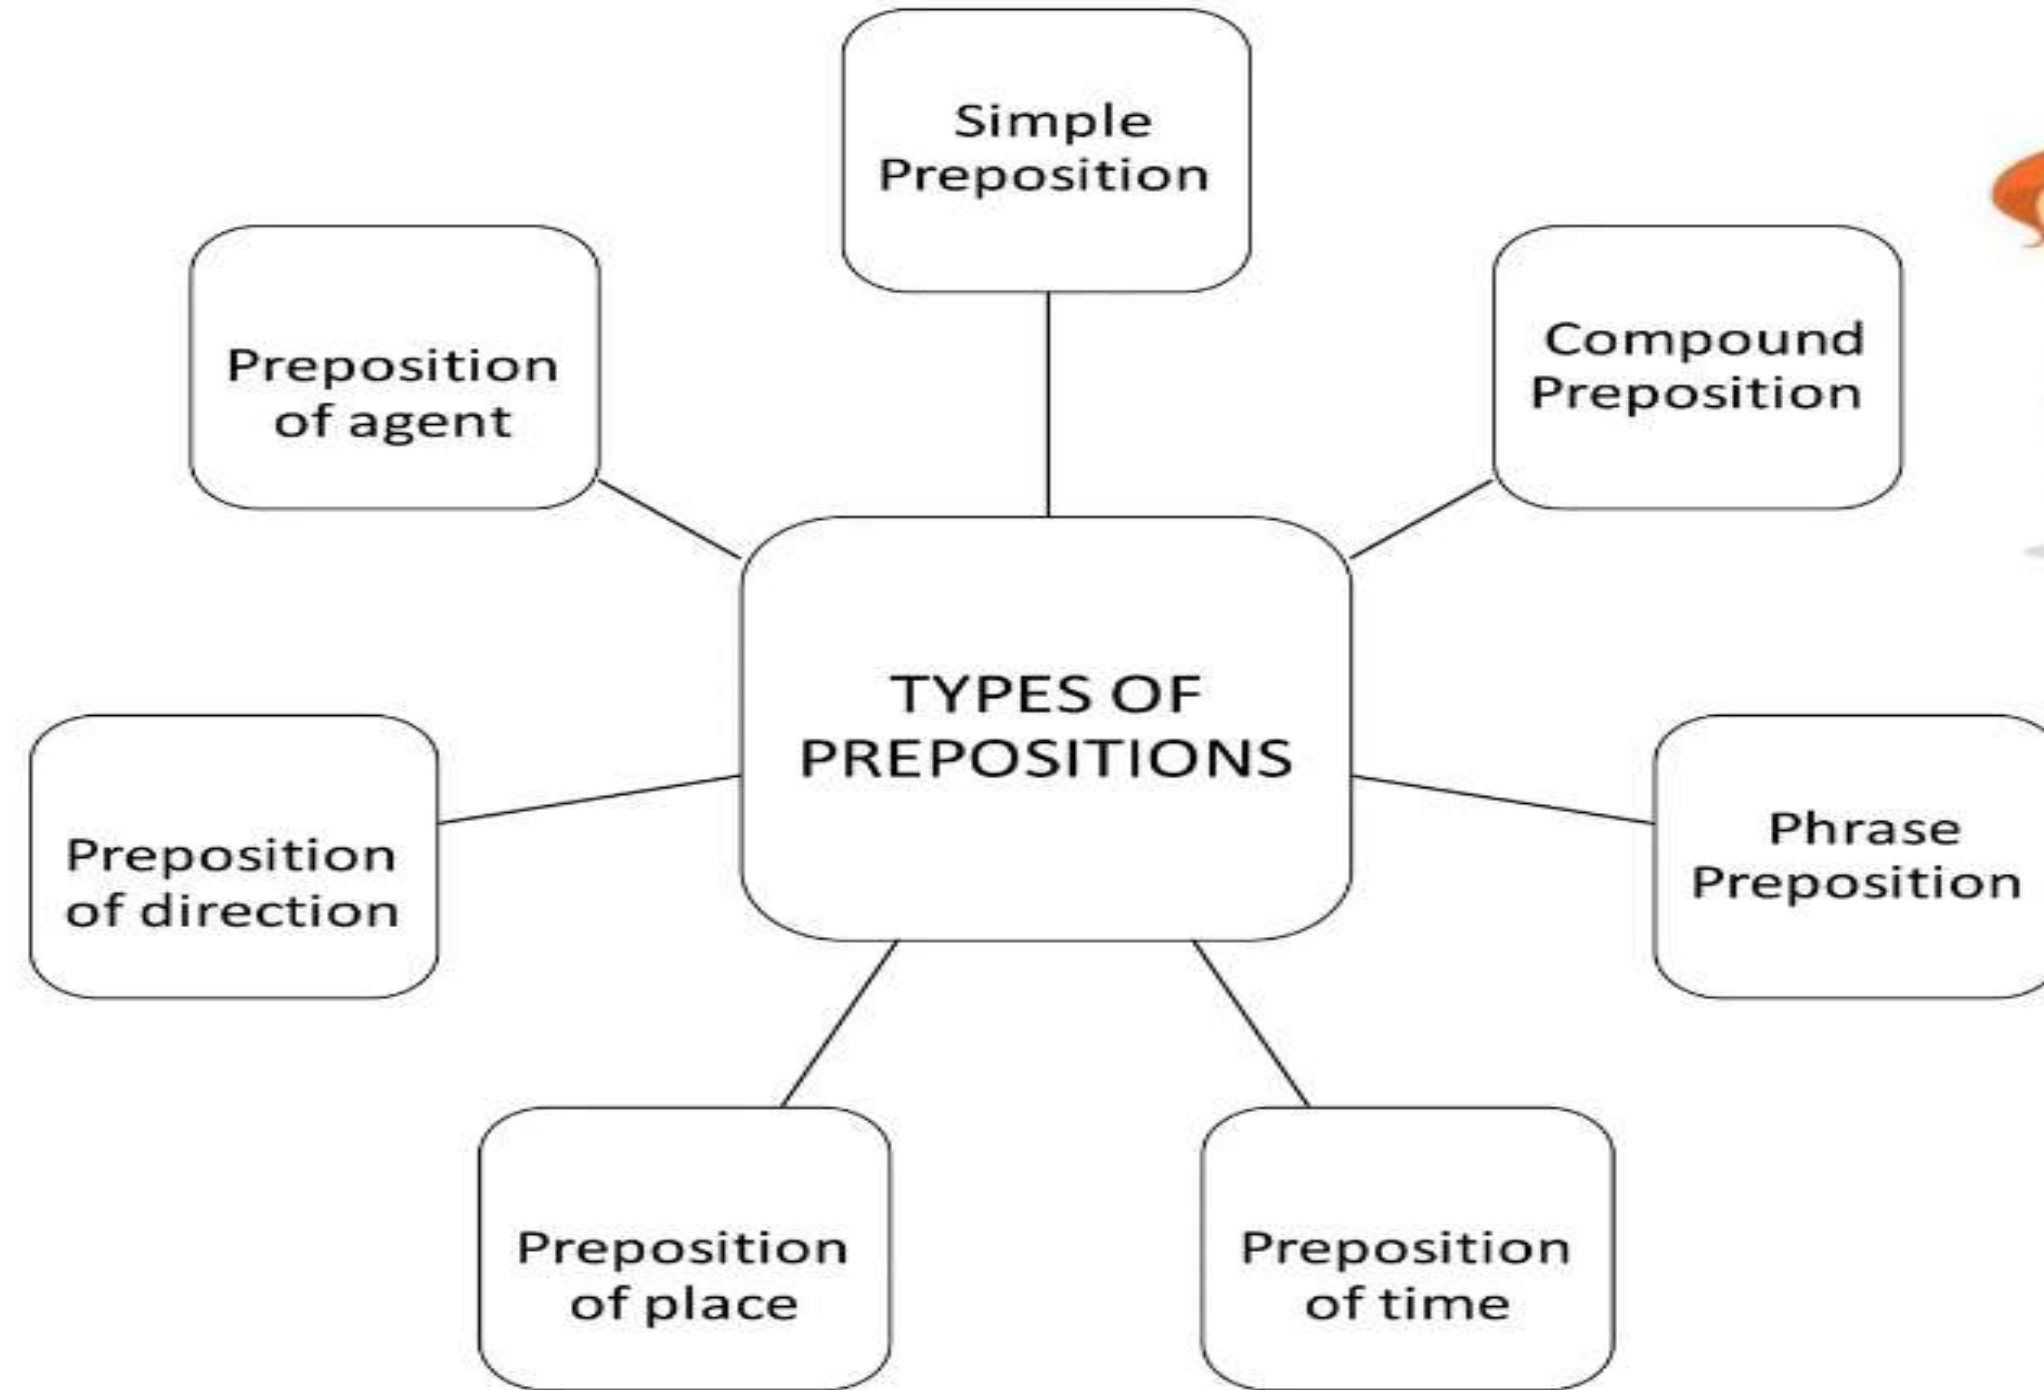 Simple
Preposition
Compound
Preposition
Phrase
Preposition
Preposition
of time
Preposition
of place
Preposition
of direction
Preposition
of agent
TYPES OF
PREPOSITIONS